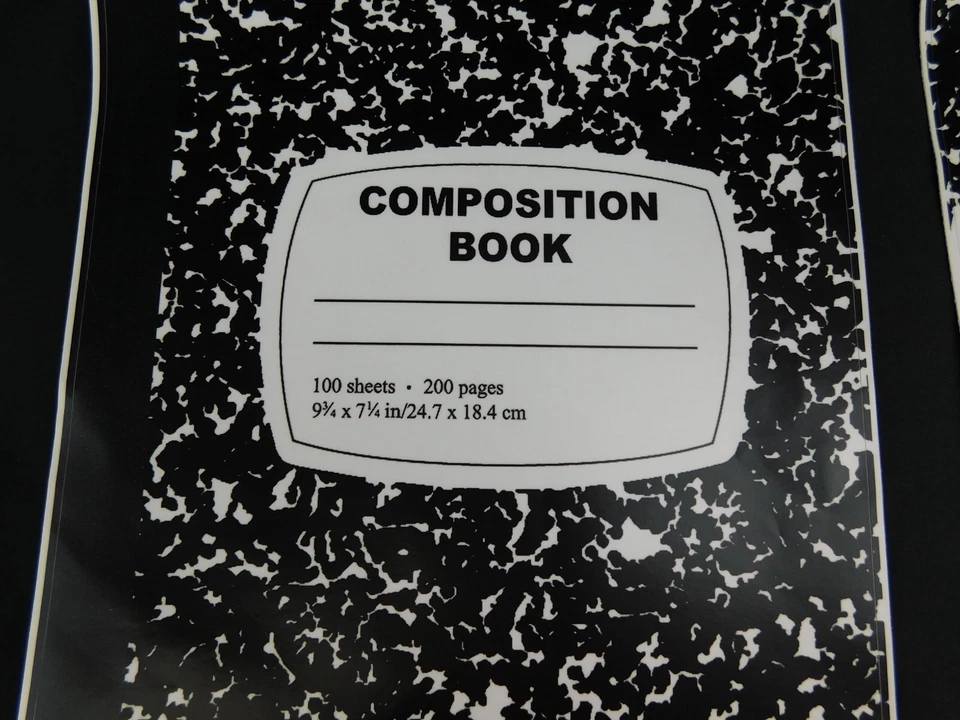 COMPOSITION
BOOK
100 sheets • 200 pages
9¾ x 7¼ in/24.7 x 18.4 cm